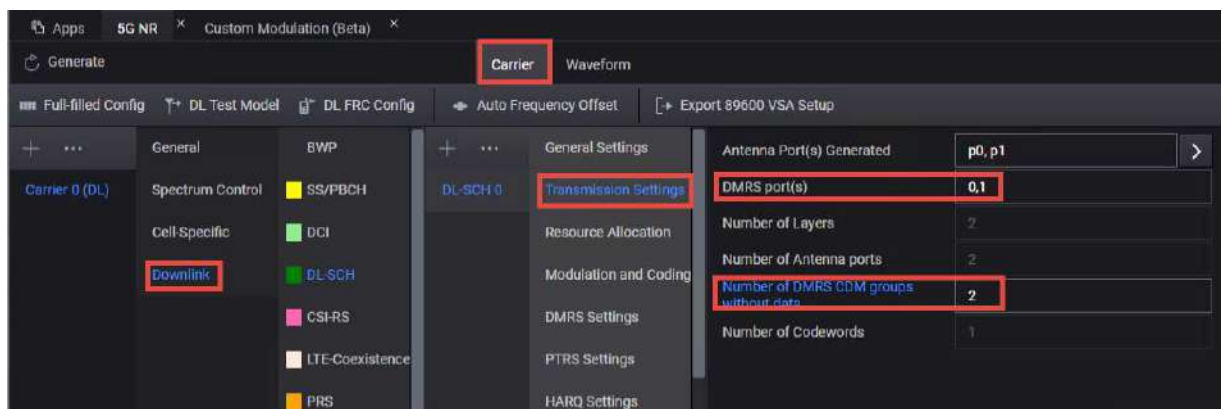 Apps 5G NR × Custom Modulation (Beta) ×
Generate Carrier Waveform
Full-filled Config DL Test Model DL FRC Config Auto Frequency Offset Export 89600 VSA Setup
+ ... General BWP + ... General Settings Antenna Port(s) Generated p0, p1 >
Carrier 0 (DL) Spectrum Control SS/PBCH DL-SCH 0 Transmission Settings DMRS port(s) 0,1
Cell-Specific DCI Resource Allocation Number of Layers 2
Downlink DL-SCH Modulation and Coding Number of Antenna ports 2
Number of DMRS CDM groups
without data 2
CSI-RS DMRS Settings Number of Codewords 1
LTE-Coexistence PTRS Settings
PRS HARQ Settings